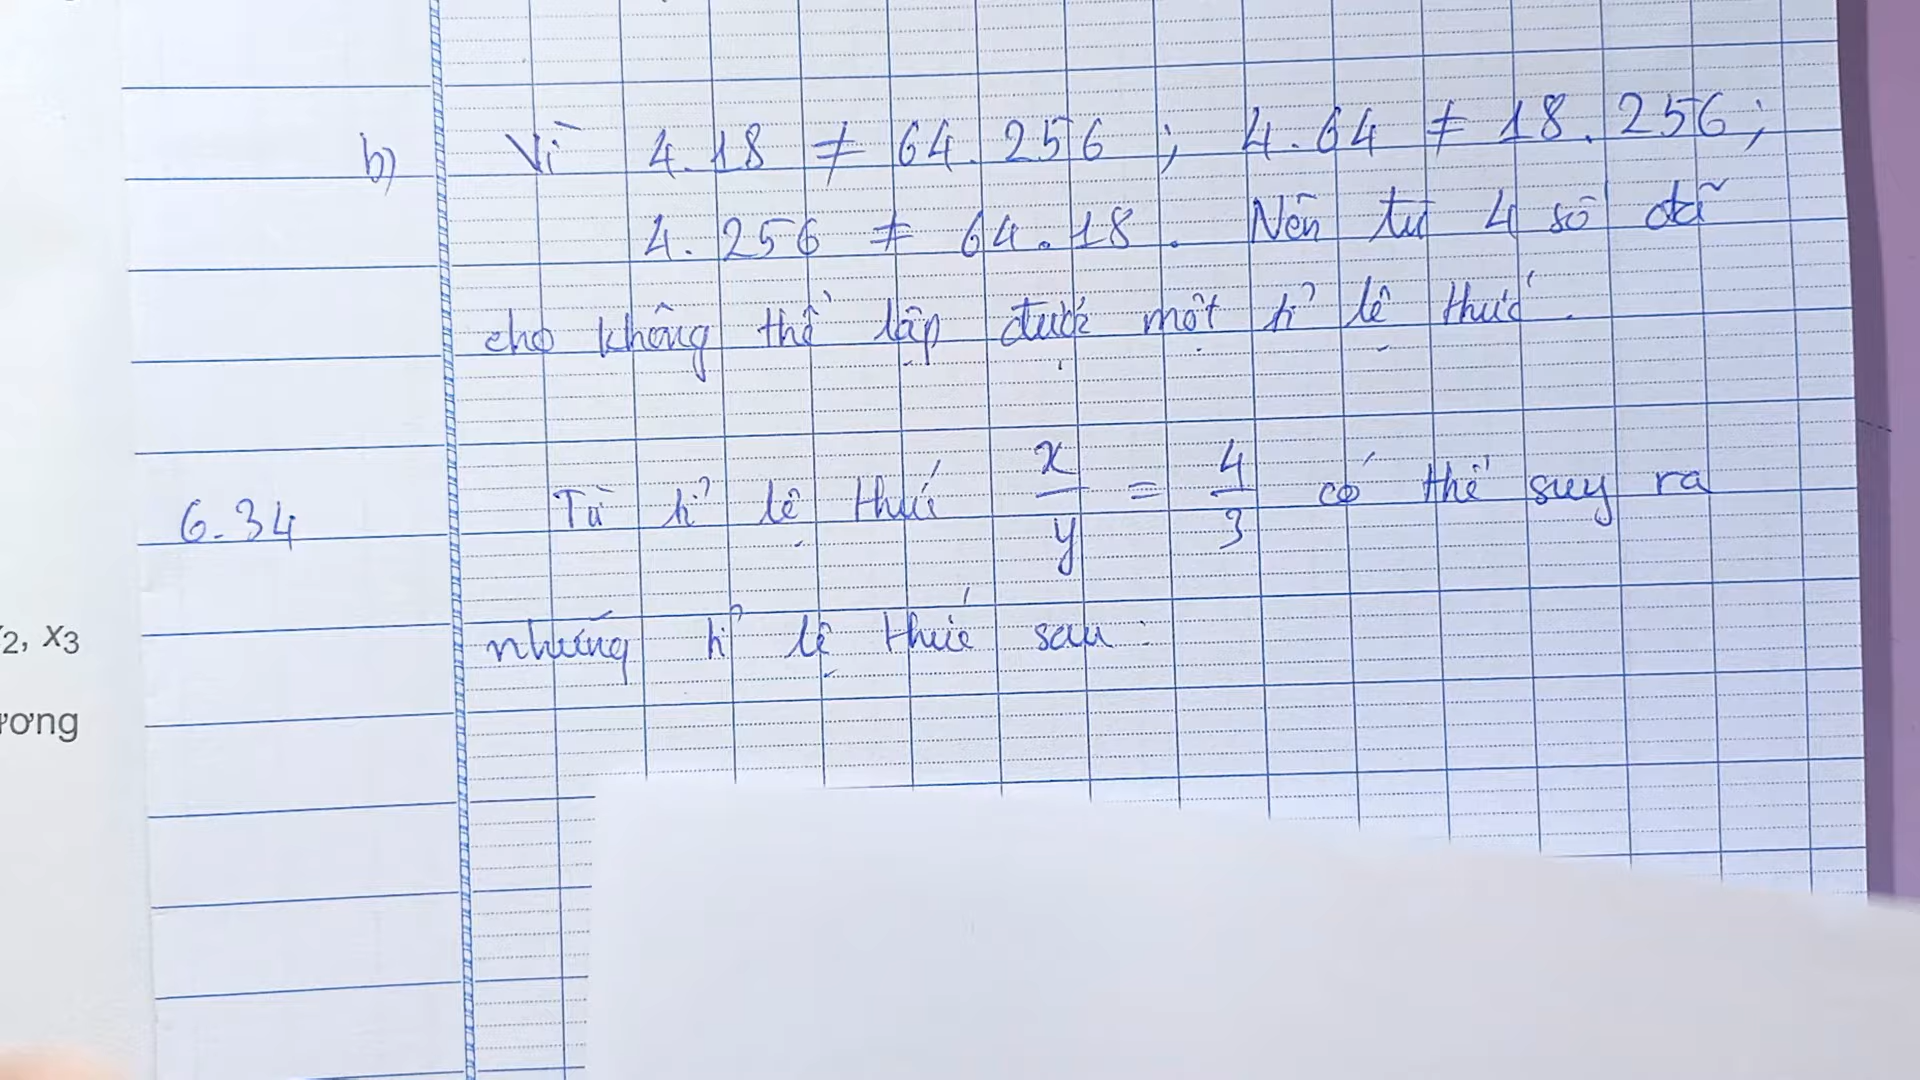 b) Vì 4.18 ≠ 64.256 ; 4.64 ≠ 18.256 ;
4.256 ≠ 64.18. Nên từ 4 số đã
cho không thể lập được một tỉ lệ thức.
6.34 Từ tỉ lệ thức x/y = 4/3 có thể suy ra
những tỉ lệ thức sau :
2, x3
ương